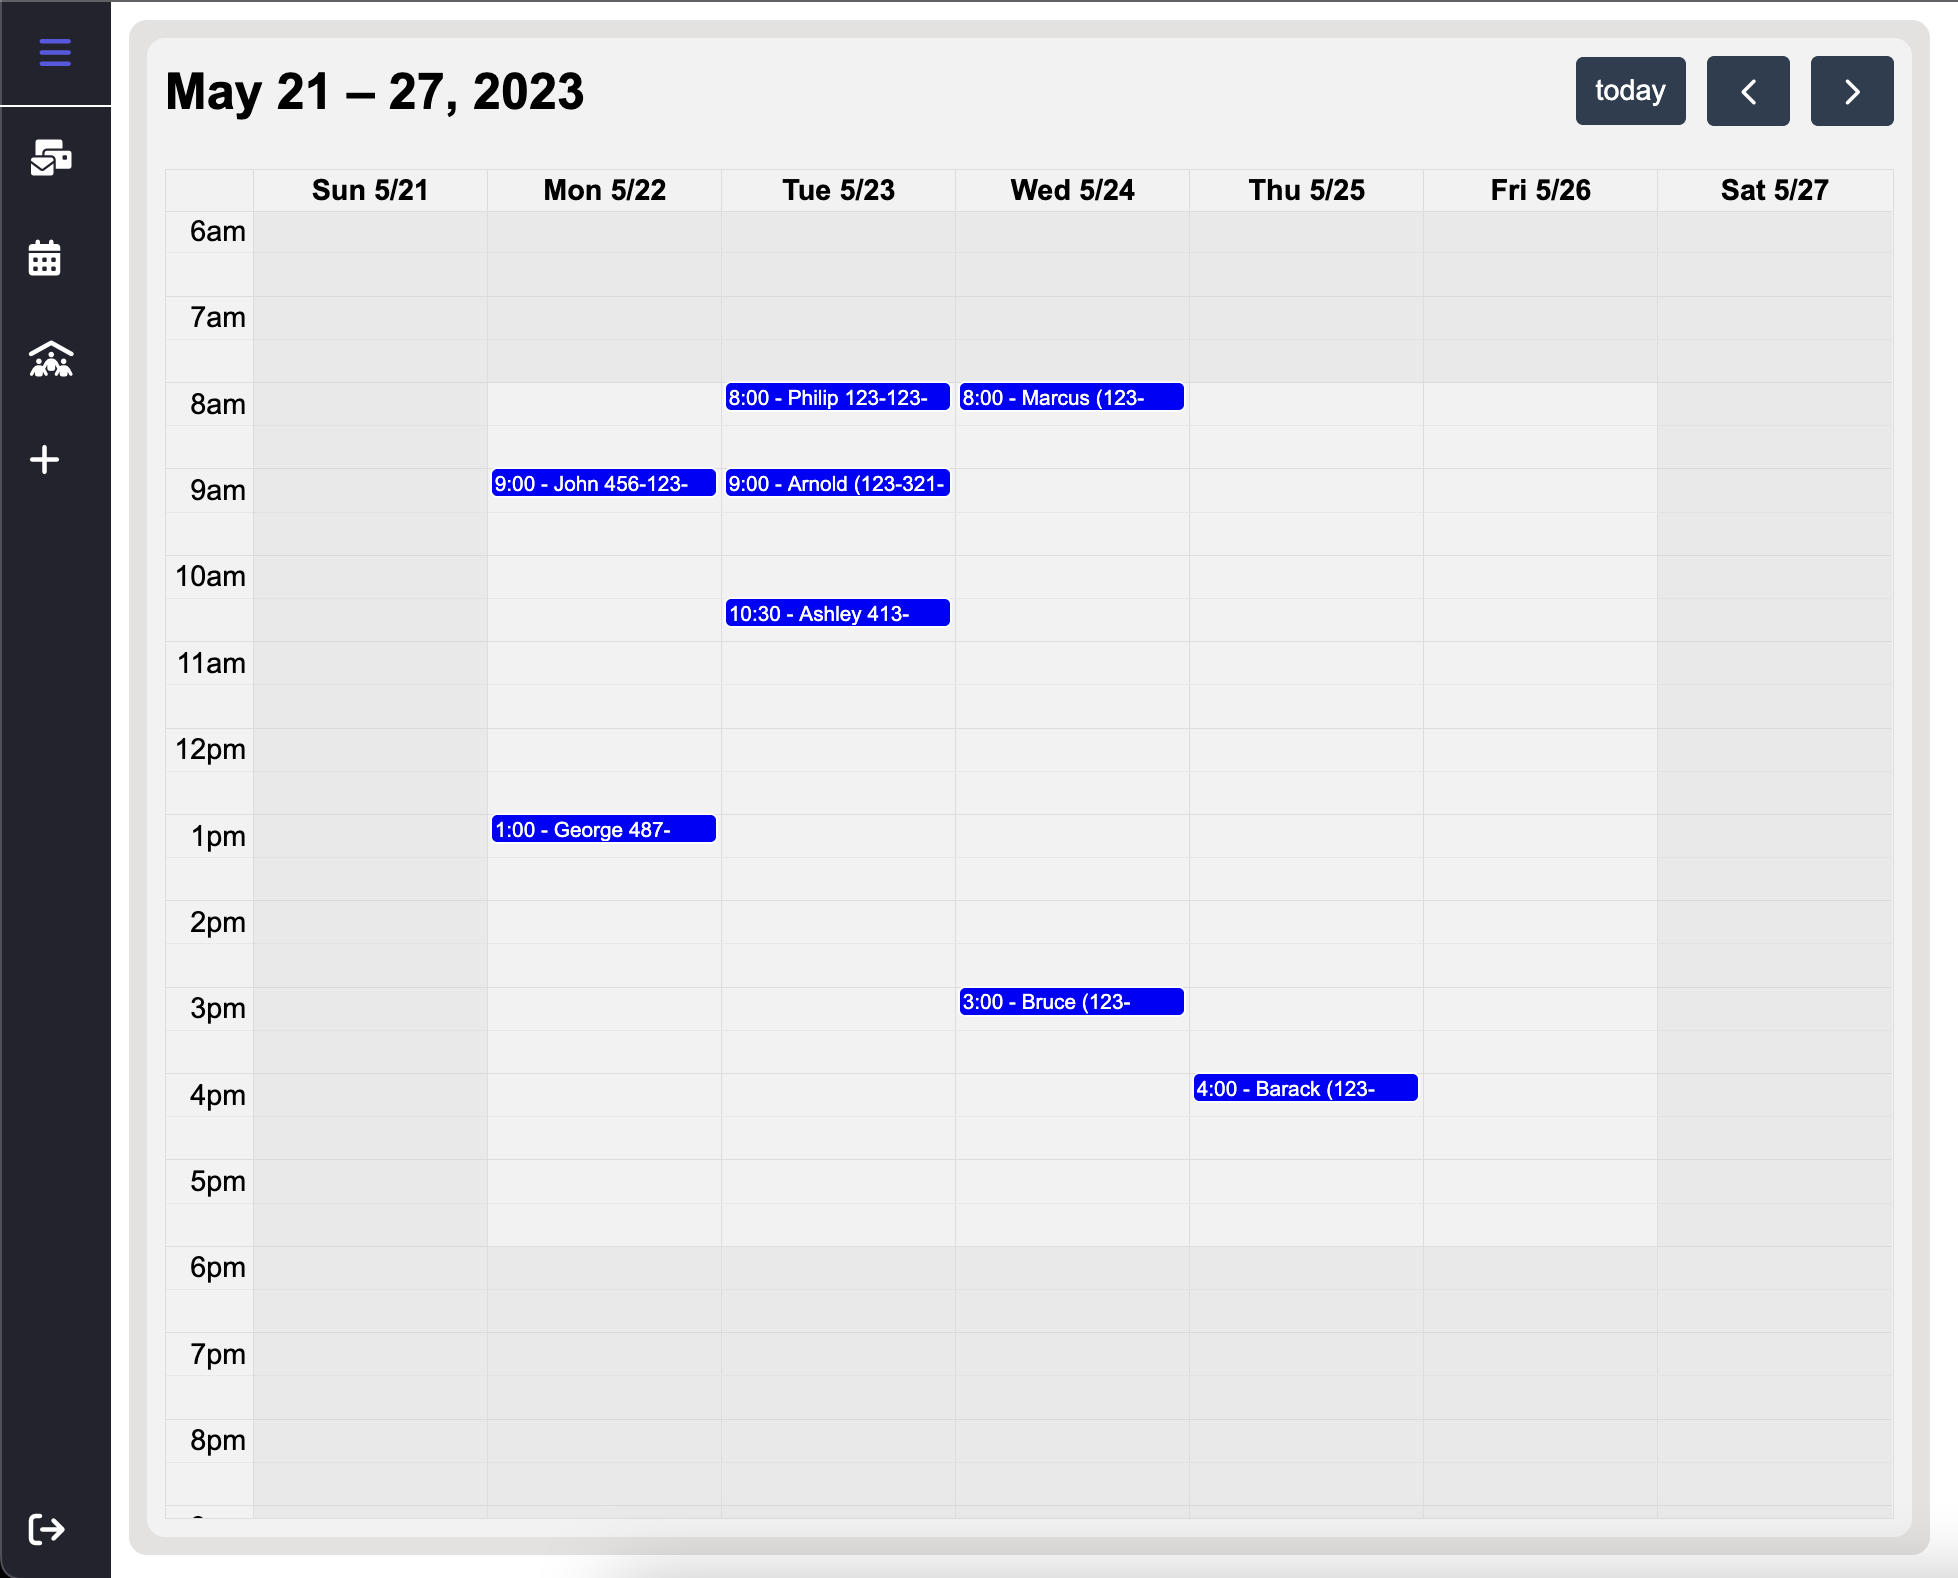 May 21 – 27, 2023
today
Sun 5/21 Mon 5/22 Tue 5/23 Wed 5/24 Thu 5/25 Fri 5/26 Sat 5/27
6am
7am
8am 8:00 - Philip 123-123- 8:00 - Marcus (123-
9am 9:00 - John 456-123- 9:00 - Arnold (123-321-
10am
10:30 - Ashley 413-
11am
12pm
1pm 1:00 - George 487-
2pm
3pm 3:00 - Bruce (123-
4pm 4:00 - Barack (123-
5pm
6pm
7pm
8pm